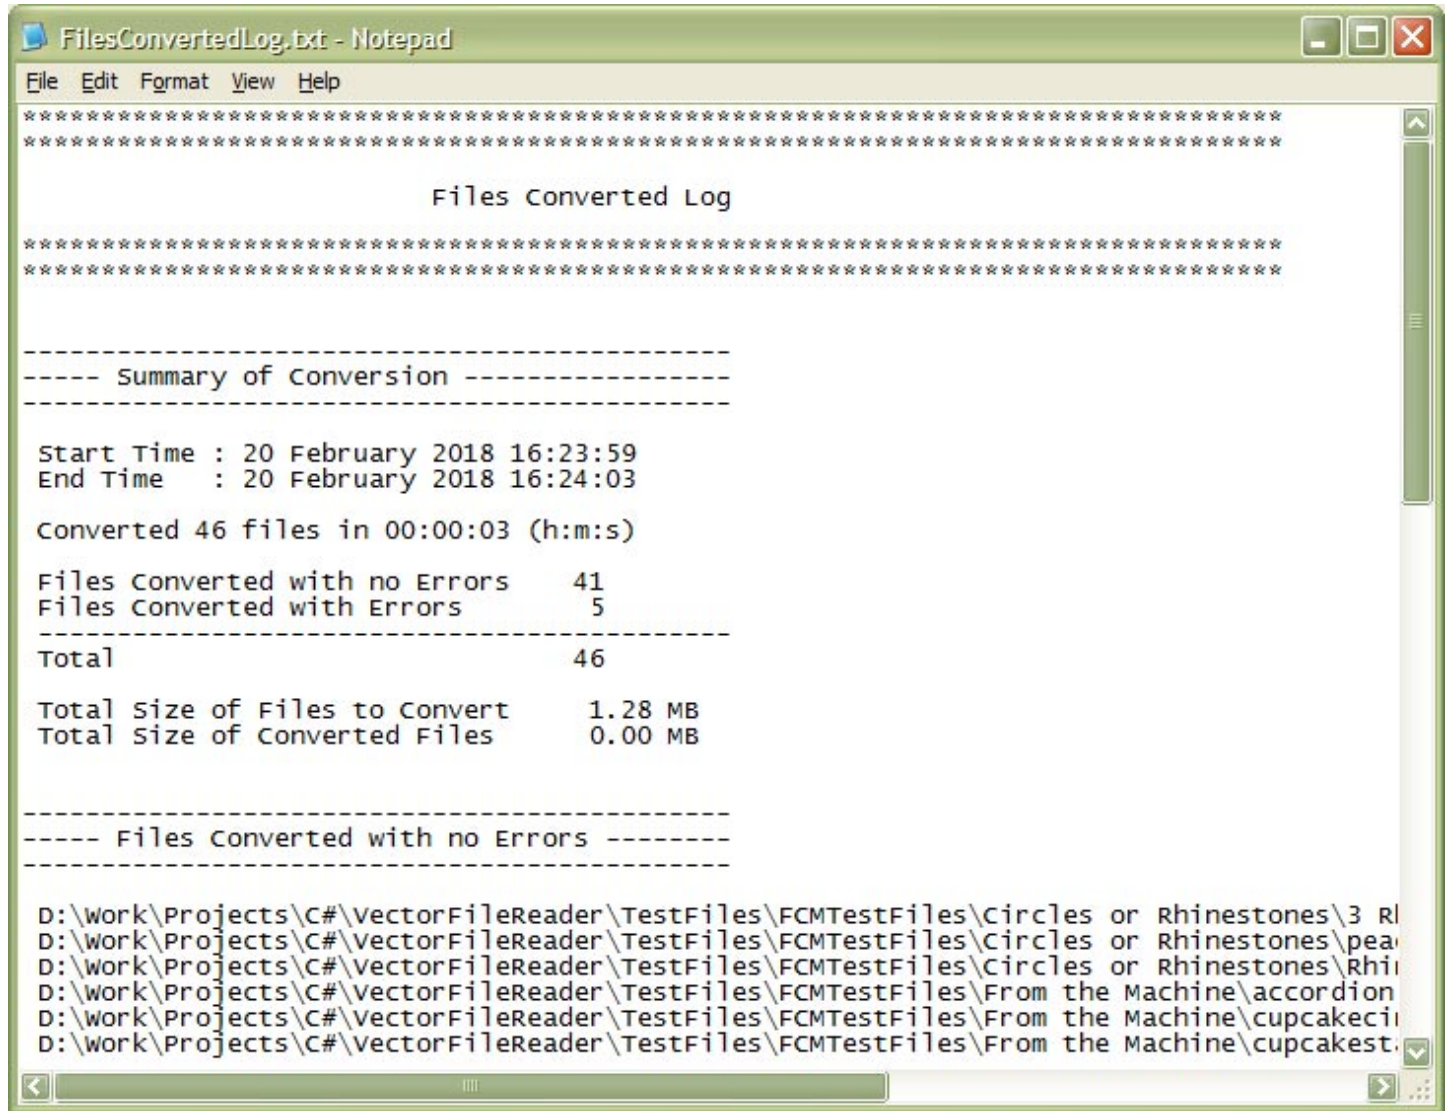 FilesConvertedLog.txt - Notepad
File Edit Format View Help
********************************************************************************
********************************************************************************
Files Converted Log
********************************************************************************
********************************************************************************
---------------------------------------------
----- Summary of Conversion -----------------
---------------------------------------------
Start Time : 20 February 2018 16:23:59
End Time   : 20 February 2018 16:24:03
Converted 46 files in 00:00:03 (h:m:s)
Files Converted with no Errors    41
Files Converted with Errors        5
--------------------------------------------
Total                             46
Total Size of Files to Convert     1.28 MB
Total Size of Converted Files      0.00 MB
---------------------------------------------
----- Files Converted with no Errors --------
---------------------------------------------
D:\Work\Projects\C#\VectorFileReader\TestFiles\FCMTestFiles\Circles or Rhinestones\3
D:\Work\Projects\C#\VectorFileReader\TestFiles\FCMTestFiles\Circles or Rhinestones\
D:\Work\Projects\C#\VectorFileReader\TestFiles\FCMTestFiles\Circles or Rhinestones\
D:\Work\Projects\C#\VectorFileReader\TestFiles\FCMTestFiles\From the Machine\accordion
D:\Work\Projects\C#\VectorFileReader\TestFiles\FCMTestFiles\From the Machine\
D:\Work\Projects\C#\VectorFileReader\TestFiles\FCMTestFiles\From the Machine\